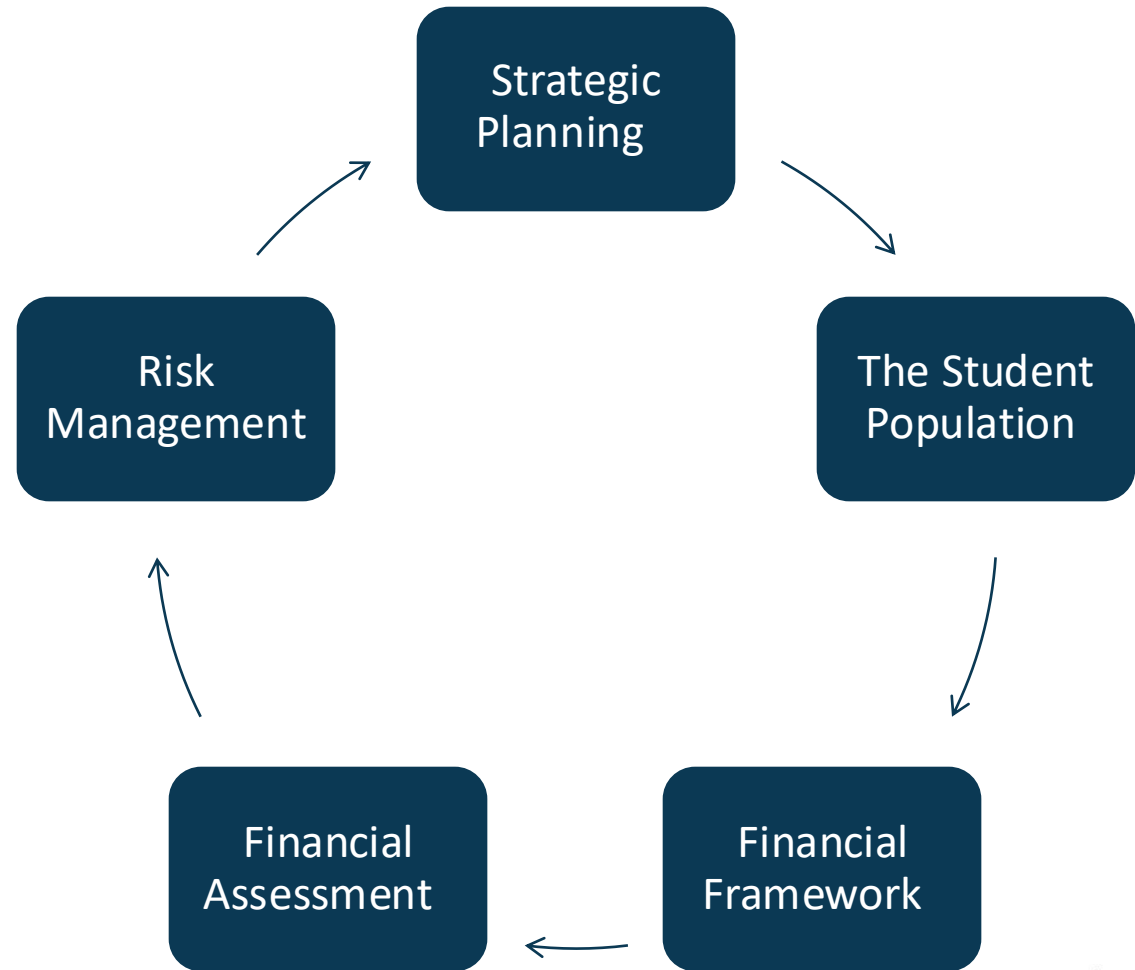 Strategic
Planning
The Student
Population
Financial
Framework
Financial
Assessment
Risk
Management